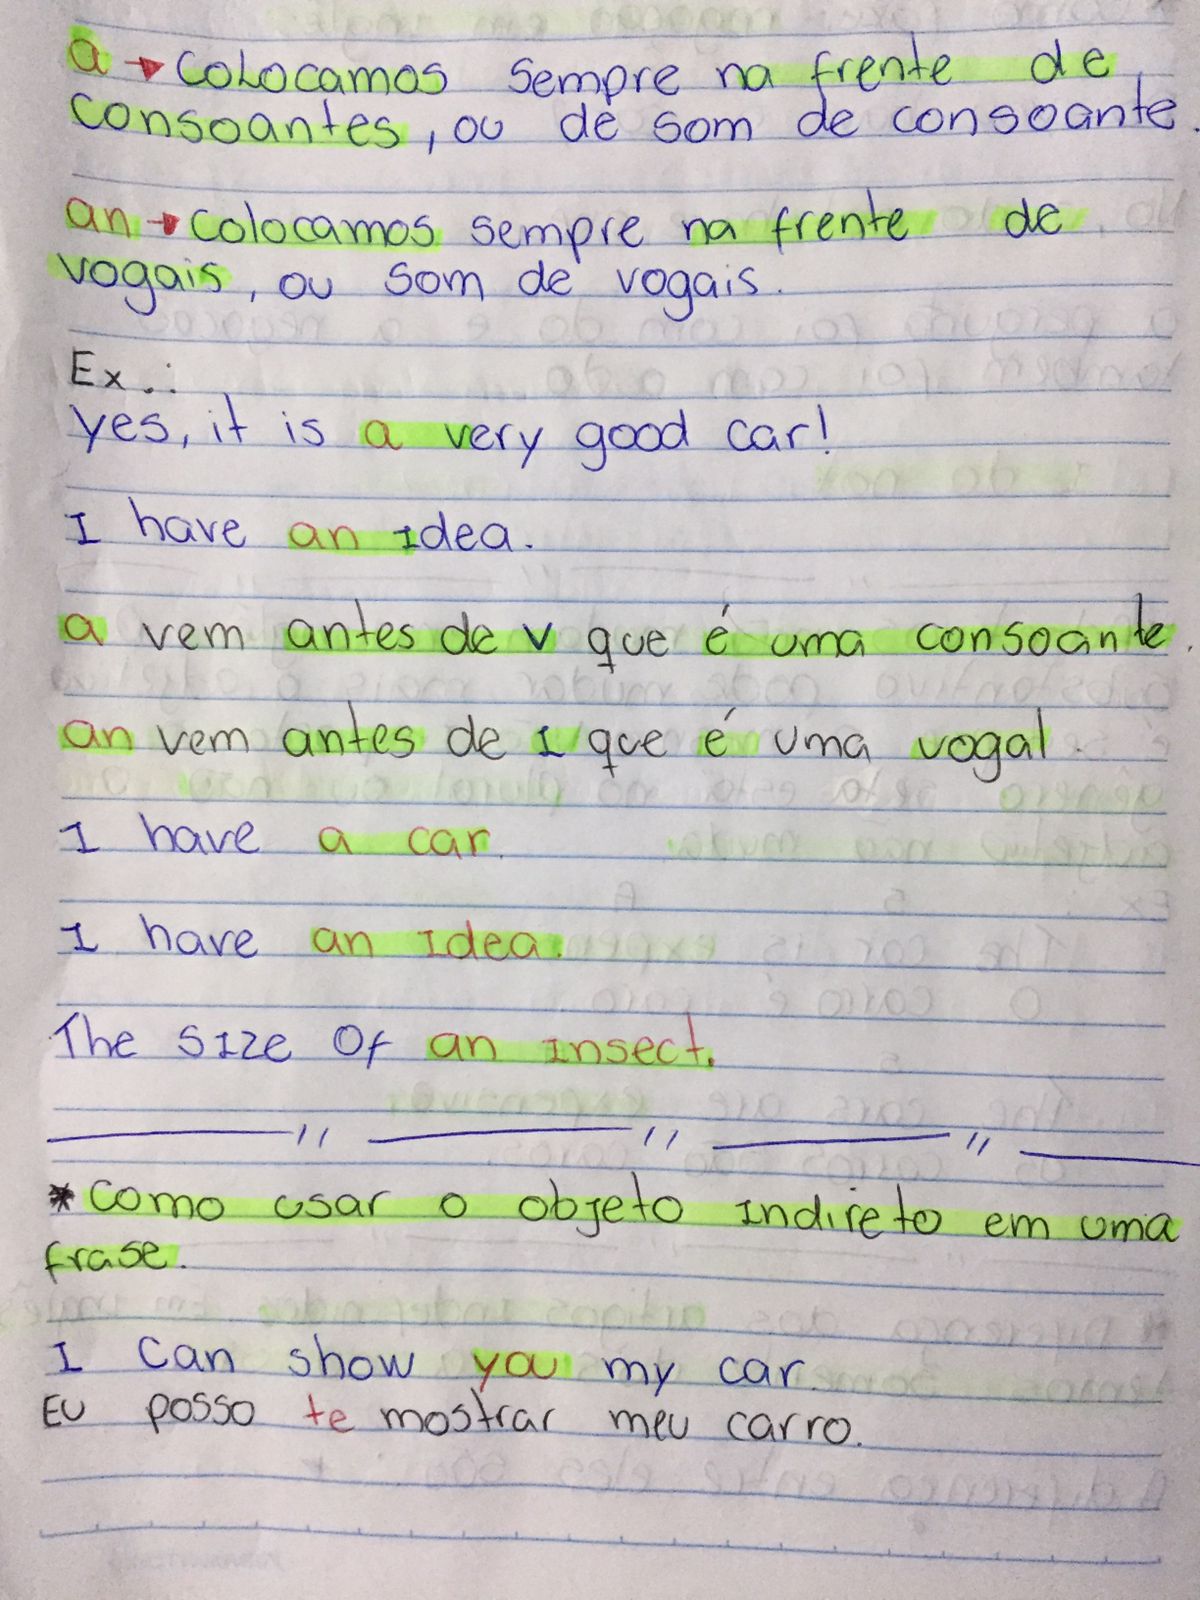 a → colocamos sempre na frente de
consoantes, ou de som de consoante.
an → colocamos sempre na frente de
vogais, ou som de vogais.
Ex.:
yes, it is a very good car!
I have an Idea.
a vem antes de v que é uma consoante.
an vem antes de I que é uma vogal.
I have a car.
I have an Idea.
The size of an insect.
* Como usar o objeto indireto em uma
frase.
I can show you my car.
Eu posso te mostrar meu carro.